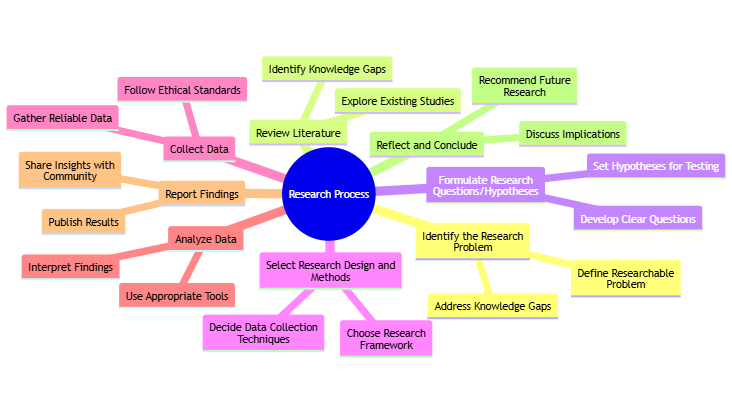 Identify Knowledge Gaps
Explore Existing Studies
Review Literature
Recommend Future
Research
Discuss Implications
Reflect and Conclude
Follow Ethical Standards
Gather Reliable Data
Collect Data
Share Insights with
Community
Publish Results
Report Findings
Research Process
Formulate Research
Questions/Hypotheses
Set Hypotheses for Testing
Develop Clear Questions
Analyze Data
Interpret Findings
Use Appropriate Tools
Identify the Research
Problem
Define Researchable
Problem
Address Knowledge Gaps
Select Research Design and
Methods
Decide Data Collection
Techniques
Choose Research
Framework